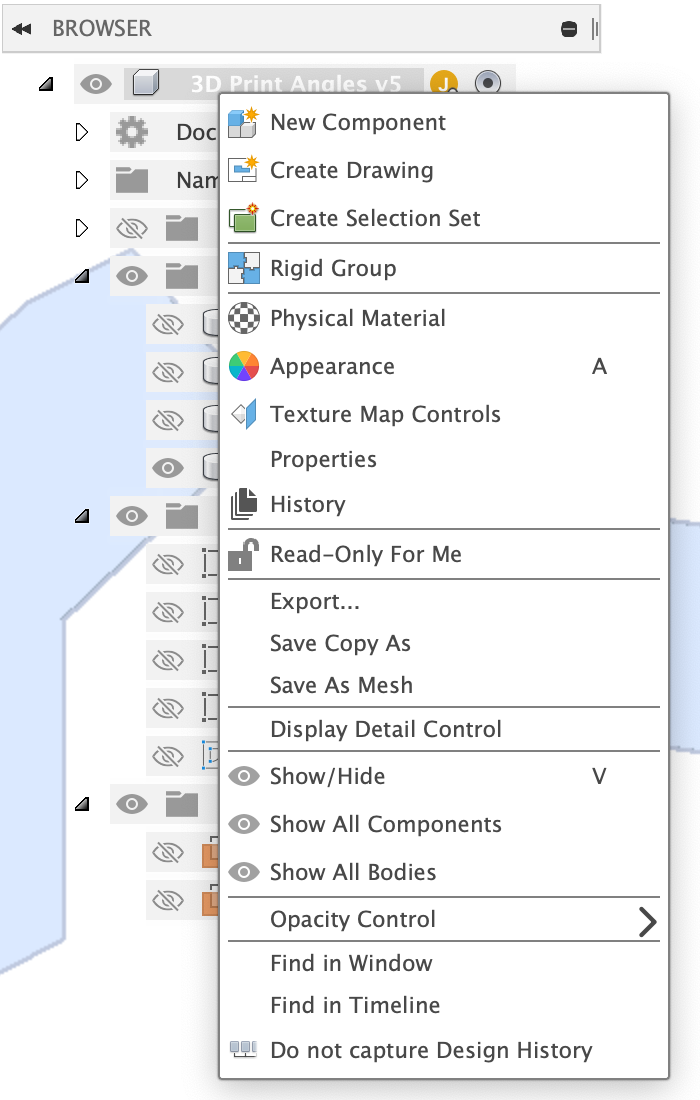 BROWSER
3D Print Angles v5
J
New Component
Doc
Create Drawing
Nam
Create Selection Set
Rigid Group
Physical Material
Appearance A
Texture Map Controls
Properties
History
Read-Only For Me
Export...
Save Copy As
Save As Mesh
Display Detail Control
Show/Hide V
Show All Components
Show All Bodies
Opacity Control
Find in Window
Find in Timeline
Do not capture Design History